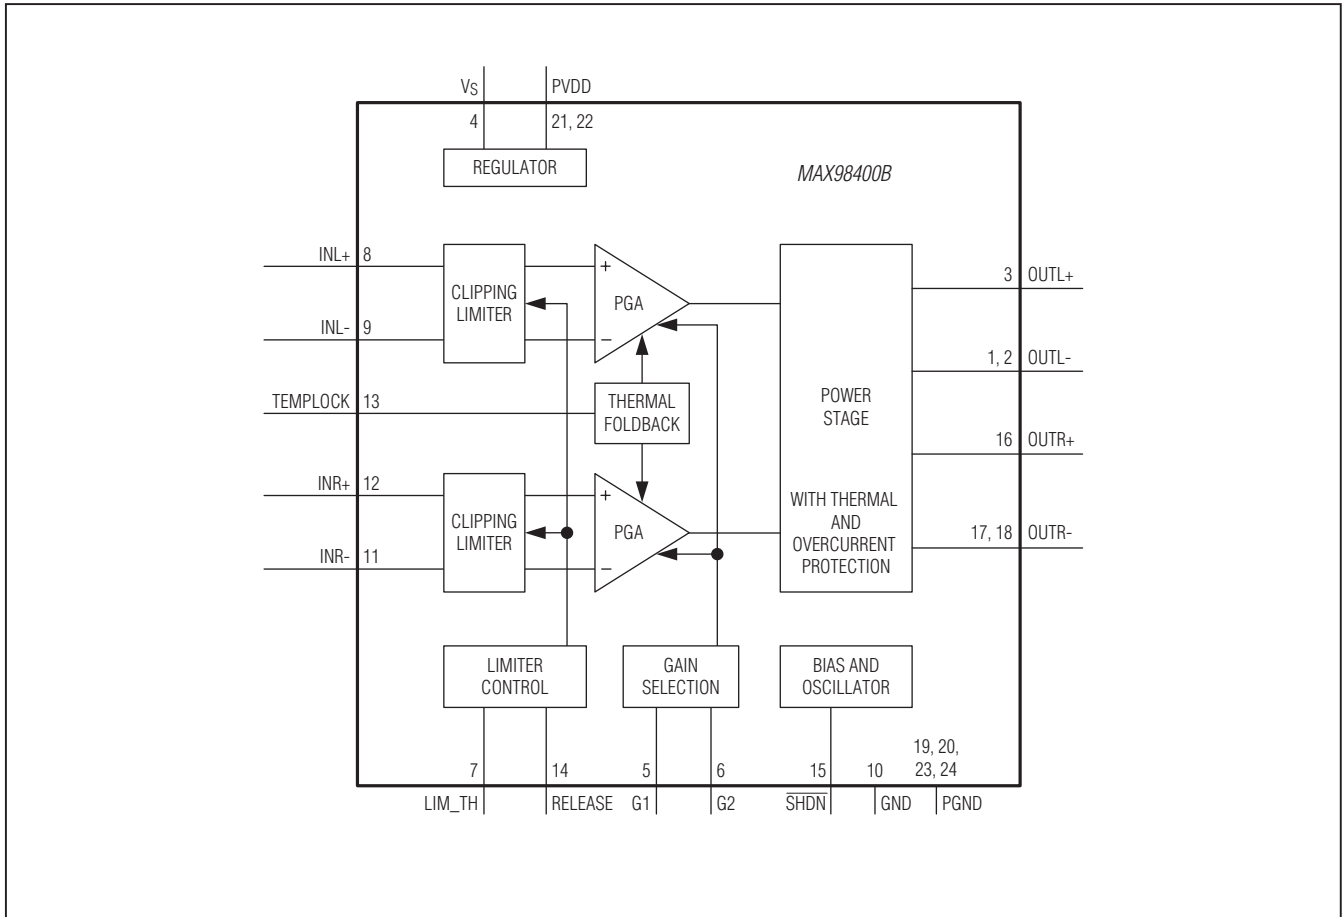 VS PVDD
4 21, 22
REGULATOR
MAX98400B
INL+ 8
CLIPPING
LIMITER
INL- 9
+
PGA
−
3 OUTL+
1, 2 OUTL-
TEMPLOCK 13
THERMAL
FOLDBACK
POWER
STAGE
WITH THERMAL
AND
OVERCURRENT
PROTECTION
16 OUTR+
17, 18 OUTR-
INR+ 12
CLIPPING
LIMITER
INR- 11
+
PGA
−
LIMITER
CONTROL
GAIN
SELECTION
BIAS AND
OSCILLATOR
7 14 5 6 15 10 19, 20,
23, 24
LIM_TH RELEASE G1 G2 SHDN GND PGND